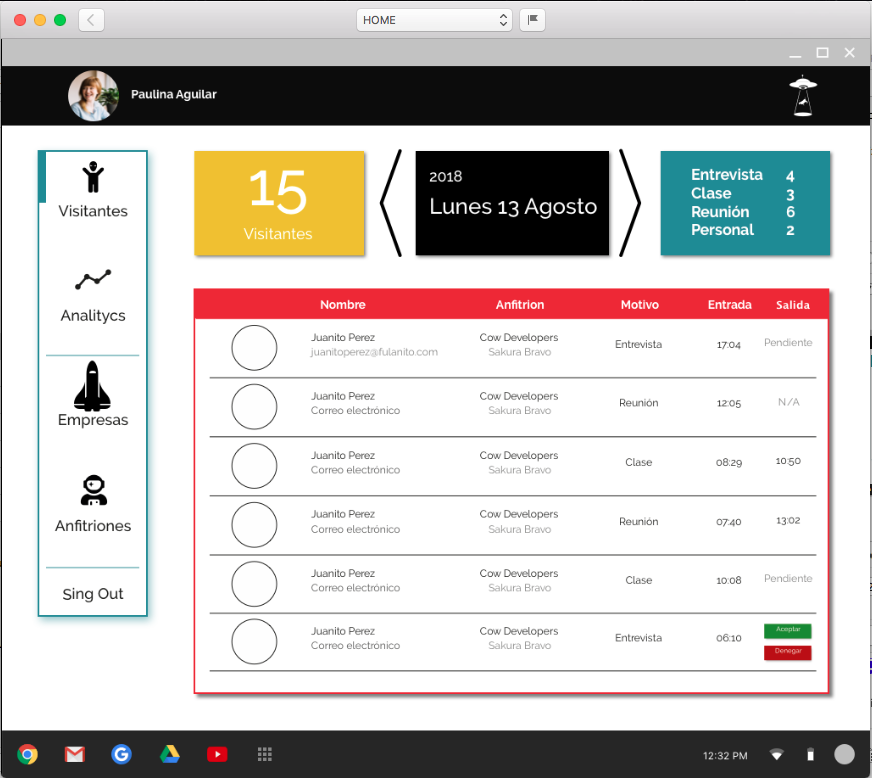 HOME
Paulina Aguilar
Visitantes
Analitycs
Empresas
Anfitriones
Sing Out
15
Visitantes
2018
Lunes 13 Agosto
Entrevista 4
Clase 3
Reunión 6
Personal 2
Nombre Anfitrion Motivo Entrada Salida
Juanito Perez Cow Developers Entrevista 17:04 Pendiente
juanitoperez@fulanito.com Sakura Bravo
Juanito Perez Cow Developers Reunión 12:05 N/A
Correo electrónico Sakura Bravo
Juanito Perez Cow Developers Clase 08:29 10:50
Correo electrónico Sakura Bravo
Juanito Perez Cow Developers Reunión 07:40 13:02
Correo electrónico Sakura Bravo
Juanito Perez Cow Developers Clase 10:08 Pendiente
Correo electrónico Sakura Bravo
Juanito Perez Cow Developers Entrevista 06:10 Aceptar
Correo electrónico Sakura Bravo Denegar
12:32 PM